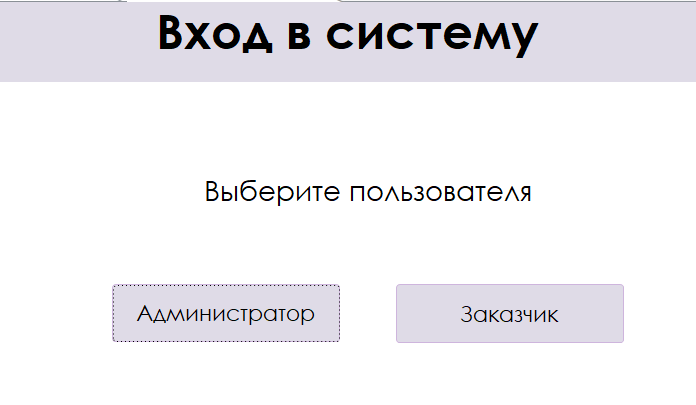 Вход в систему
Выберите пользователя
Администратор
Заказчик